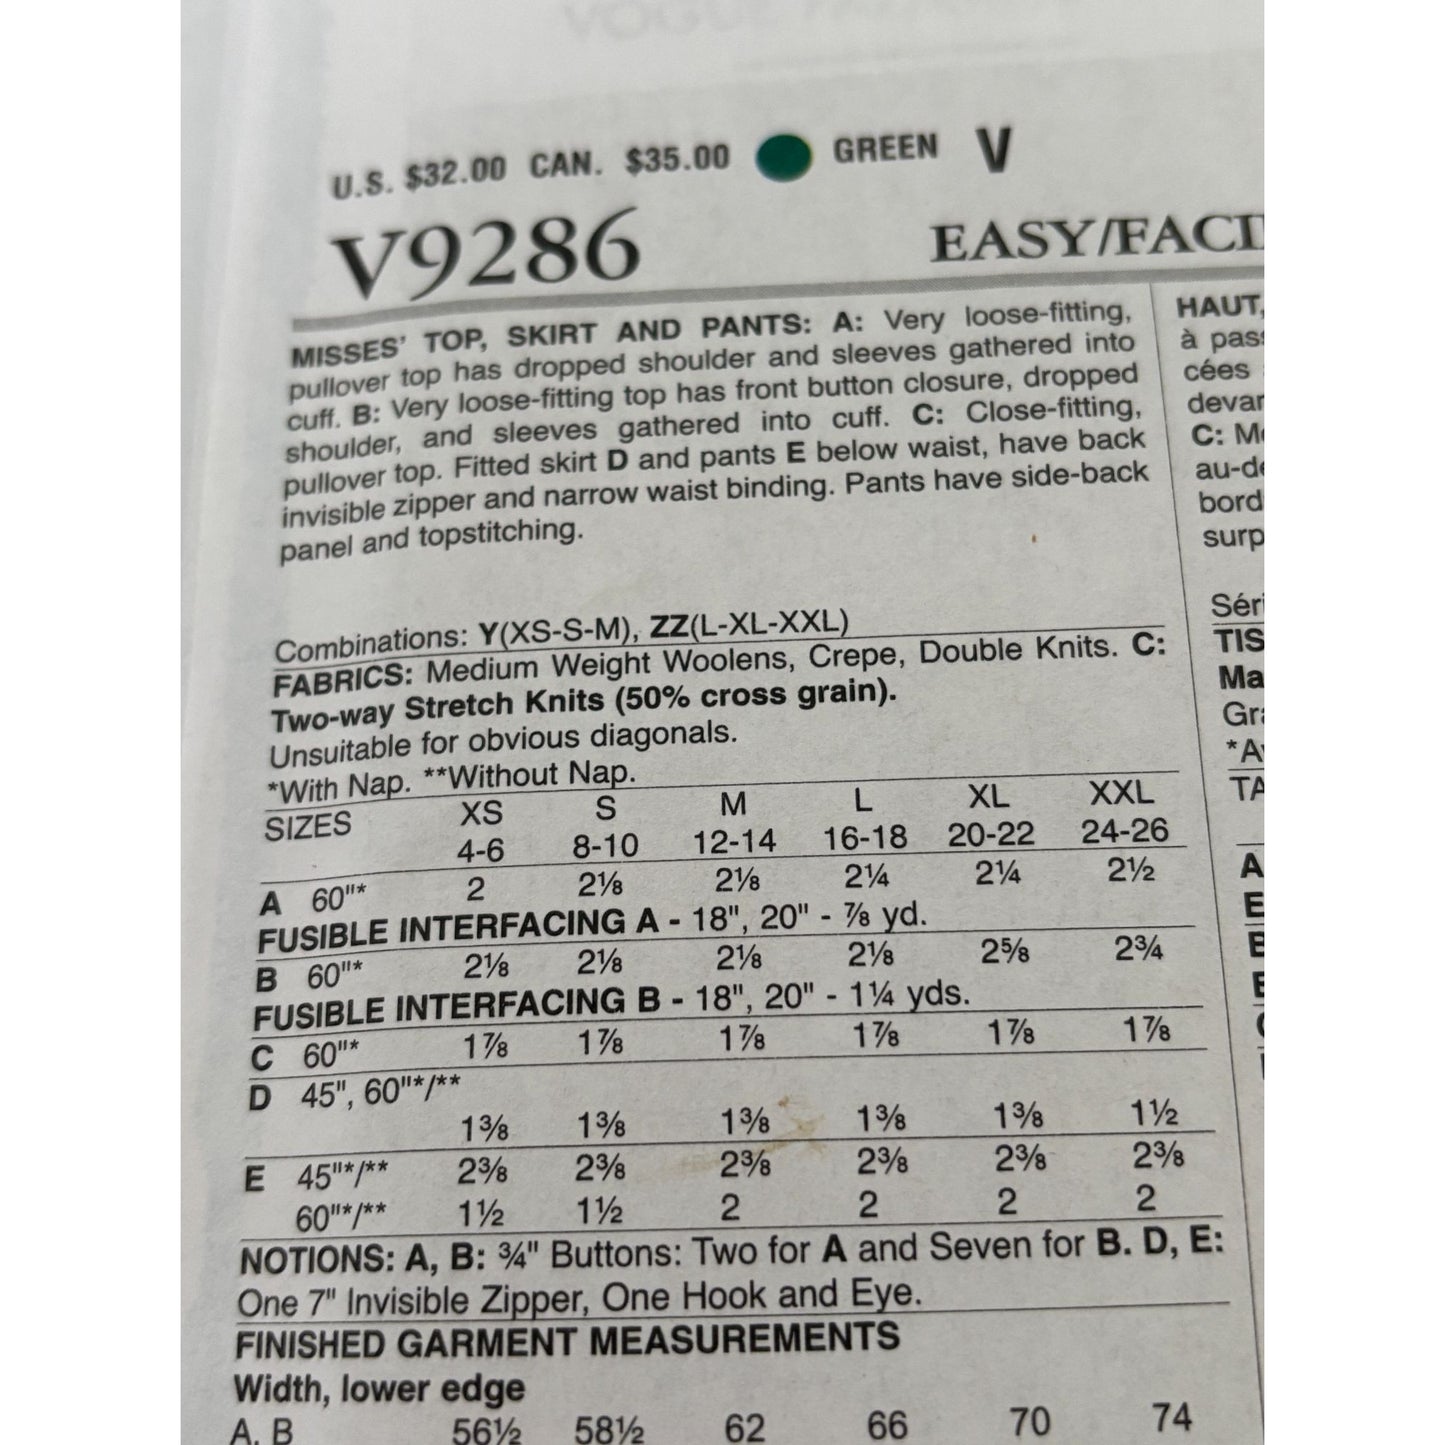 VOGUE
U.S. $32.00 CAN. $35.00 GREEN V
V9286 EASY/FACI
MISSES' TOP, SKIRT AND PANTS: A: Very loose-fitting,
pullover top has dropped shoulder and sleeves gathered into
cuff. B: Very loose-fitting top has front button closure, dropped
shoulder, and sleeves gathered into cuff. C: Close-fitting,
pullover top. Fitted skirt D and pants E below waist, have back
invisible zipper and narrow waist binding. Pants have side-back
panel and topstitching.
Combinations: Y(XS-S-M), ZZ(L-XL-XXL)
FABRICS: Medium Weight Woolens, Crepe, Double Knits. C:
Two-way Stretch Knits (50% cross grain).
Unsuitable for obvious diagonals.
*With Nap. **Without Nap.
SIZES XS S M L XL XXL
4-6 8-10 12-14 16-18 20-22 24-26
A 60"* 2 2⅛ 2⅛ 2¼ 2¼ 2½
FUSIBLE INTERFACING A - 18", 20" - ⅞ yd.
B 60"* 2⅛ 2⅛ 2⅛ 2⅛ 2⅝ 2¾
FUSIBLE INTERFACING B - 18", 20" - 1¼ yds.
C 60"* 1⅞ 1⅞ 1⅞ 1⅞ 1⅞ 1⅞
D 45", 60"*/**
1⅜ 1⅜ 1⅜ 1⅜ 1⅜ 1½
E 45"*/** 2⅜ 2⅜ 2⅜ 2⅜ 2⅜ 2⅜
60"*/** 1½ 1½ 2 2 2 2
NOTIONS: A, B: ¾" Buttons: Two for A and Seven for B. D, E:
One 7" Invisible Zipper, One Hook and Eye.
FINISHED GARMENT MEASUREMENTS
Width, lower edge
A, B 56½ 58½ 62 66 70 74
HAUT,
à pas
cées
devan
C: Mo
au-de
bord
surp
Séri
TIS
Ma
Gra
*Av
TA
A
E
B
E